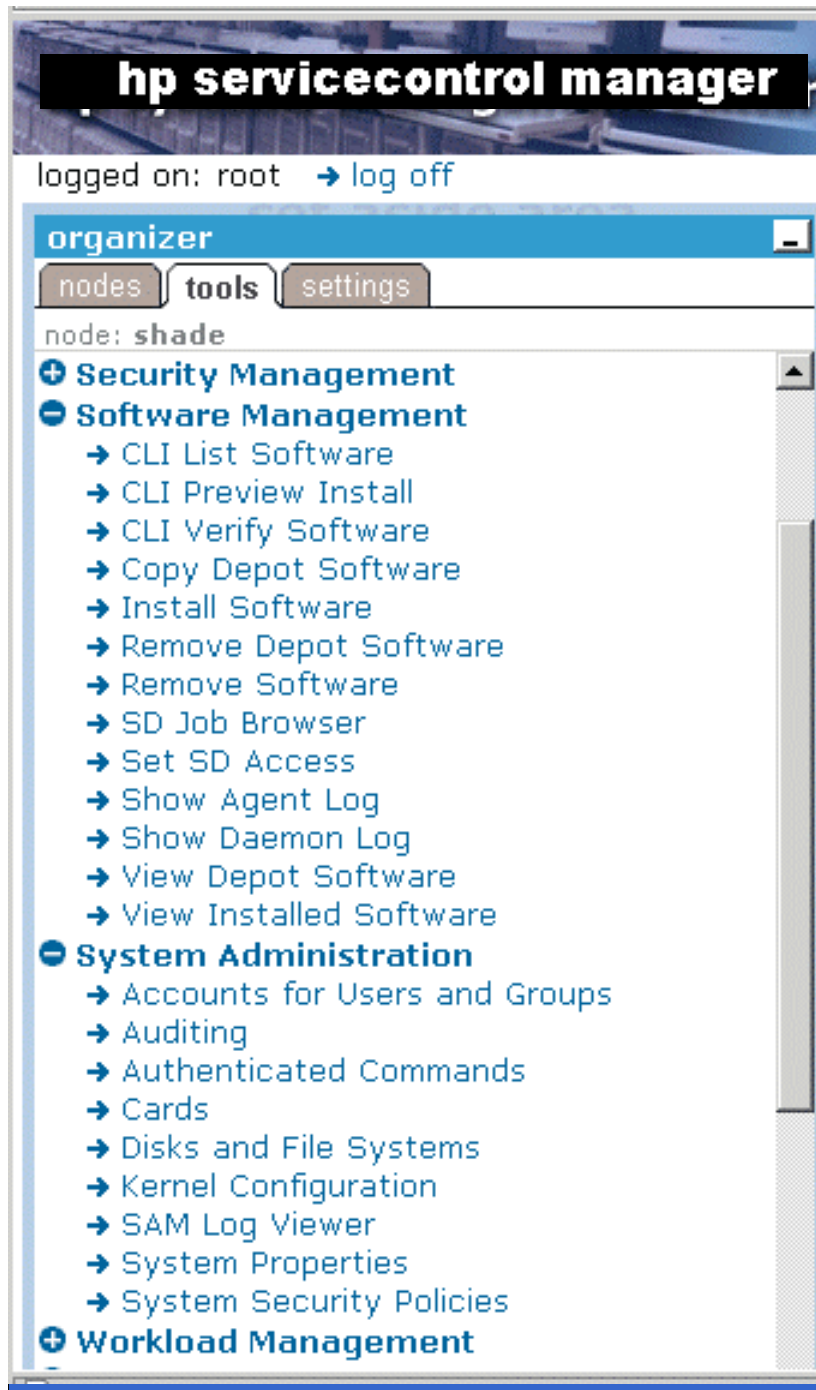 hp servicecontrol manager
logged on: root → log off
organizer
nodes tools settings
node: shade
Security Management
Software Management
→ CLI List Software
→ CLI Preview Install
→ CLI Verify Software
→ Copy Depot Software
→ Install Software
→ Remove Depot Software
→ Remove Software
→ SD Job Browser
→ Set SD Access
→ Show Agent Log
→ Show Daemon Log
→ View Depot Software
→ View Installed Software
System Administration
→ Accounts for Users and Groups
→ Auditing
→ Authenticated Commands
→ Cards
→ Disks and File Systems
→ Kernel Configuration
→ SAM Log Viewer
→ System Properties
→ System Security Policies
Workload Management